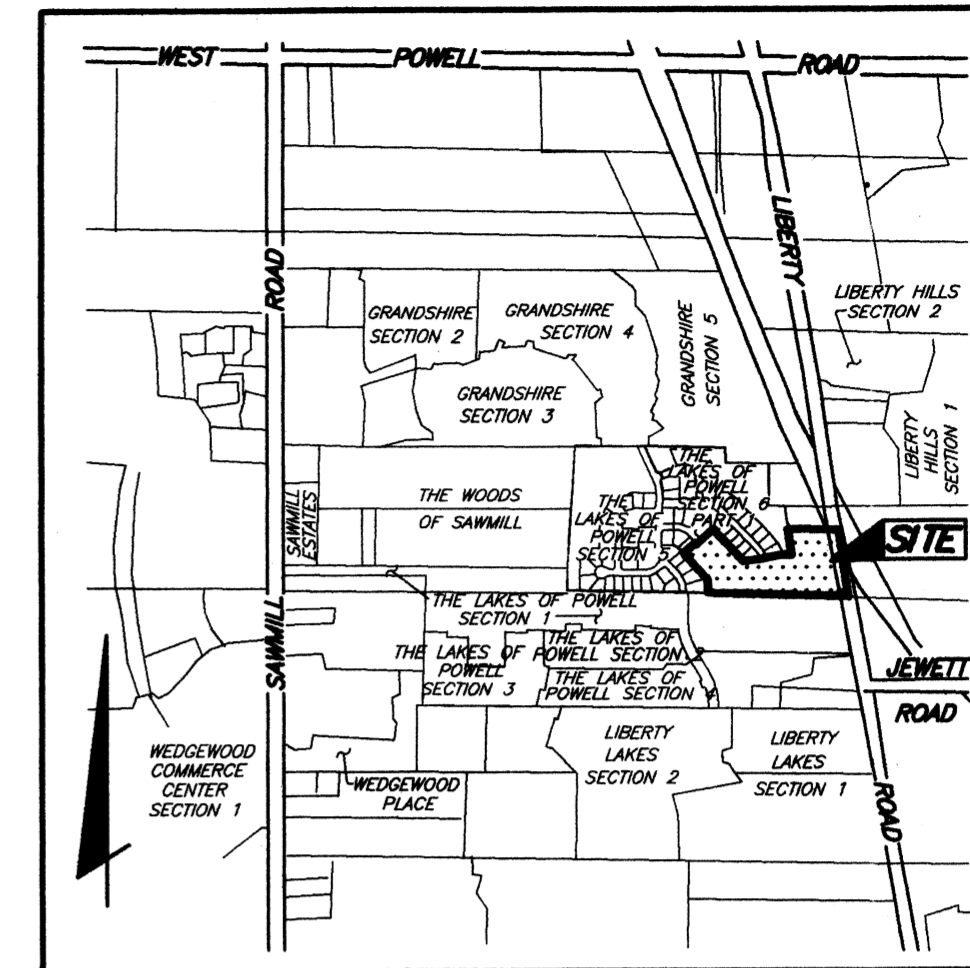 WEST POWELL ROAD
LIBERTY
ROAD
LIBERTY HILLS
SECTION 2
GRANDSHIRE
SECTION 2
GRANDSHIRE
SECTION 4
GRANDSHIRE
SECTION 5
GRANDSHIRE
SECTION 3
LIBERTY
HILLS
SECTION 1
THE
LAKES OF
POWELL
SECTION 6
PART 1
THE WOODS
OF SAWMILL
SAWMILL
ESTATES
THE
LAKES OF
POWELL
SECTION 5
SITE
THE LAKES OF POWELL
SECTION 1
SAWMILL
THE LAKES OF
POWELL SECTION 2
THE LAKES OF
POWELL
SECTION 3
THE LAKES OF
POWELL SECTION 4
JEWETT
ROAD
WEDGEWOOD
COMMERCE
CENTER
SECTION 1
WEDGEWOOD
PLACE
LIBERTY
LAKES
SECTION 2
LIBERTY
LAKES
SECTION 1
ROAD